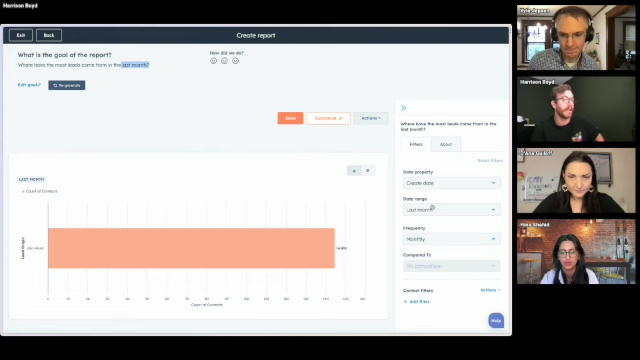 Harrison Boyd
Exit
Back
Create report
What is the goal of the report?
Where have the most leads come from in the last month?
How did we do?
Edit goal
Re-generate
Save
Customize
Actions
Where have the most leads come from in the last month?
Filters
About
Reset filters
Date property
Create date
Date range
Last month
Frequency
Monthly
Compared To
No comparison
Contact filters
Actions
+ Add filter
Help
LAST MONTH
Count of Contacts
Lead Origin
(No value)
Count of Contacts
Harrison Boyd